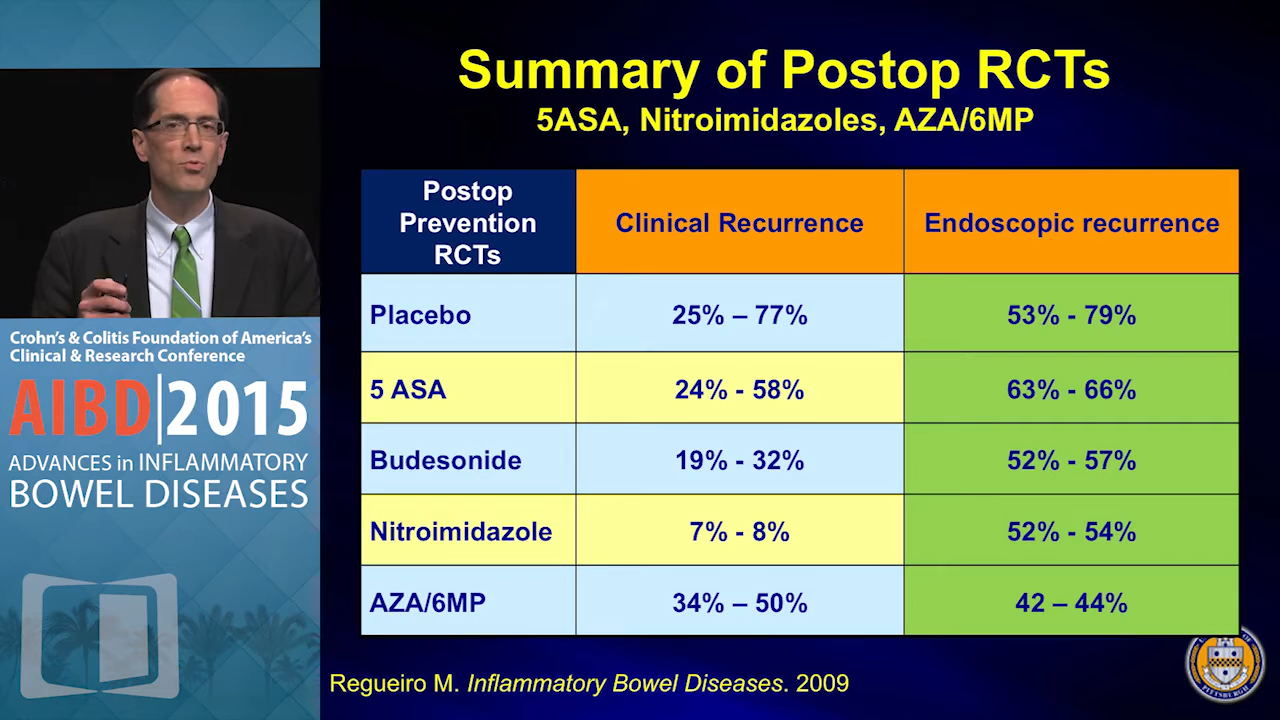 Summary of Postop RCTs
5ASA, Nitroimidazoles, AZA/6MP
Postop
Prevention
RCTs
Clinical Recurrence
Endoscopic recurrence
Placebo
25% – 77%
53% - 79%
5 ASA
24% - 58%
63% - 66%
Budesonide
19% - 32%
52% - 57%
Nitroimidazole
7% - 8%
52% - 54%
AZA/6MP
34% – 50%
42 – 44%
Regueiro M. Inflammatory Bowel Diseases. 2009
Crohn's & Colitis Foundation of America's
Clinical & Research Conference
AIBD|2015
ADVANCES in INFLAMMATORY
BOWEL DISEASES
PITTSBURGH